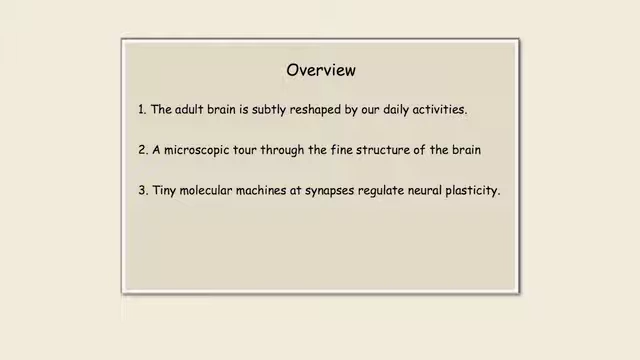 Overview
1. The adult brain is subtly reshaped by our daily activities.
2. A microscopic tour through the fine structure of the brain
3. Tiny molecular machines at synapses regulate neural plasticity.